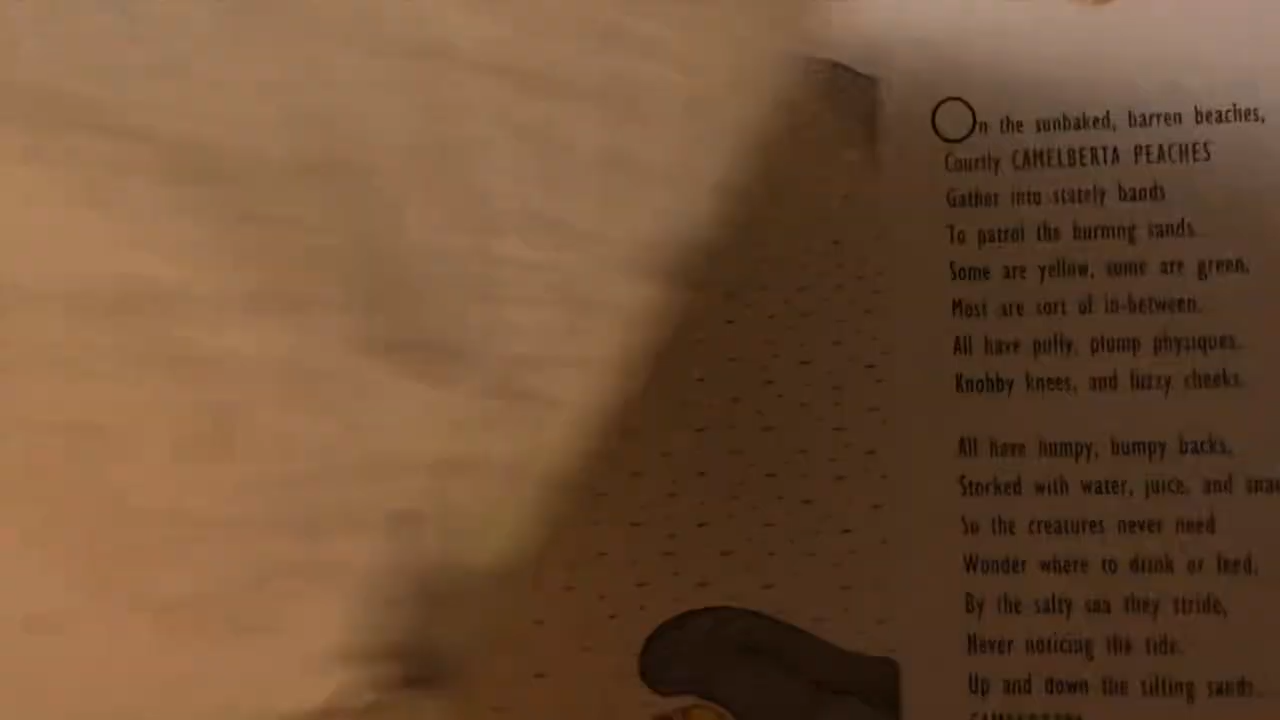 On the sunbaked, barren beaches,
Courtly CAMELBERTA PEACHES
Gather into stately bands
To patrol the burning sands.
Some are yellow, some are green,
Most are sort of in-between.
All have puffy, plump physiques,
Knobby knees, and fuzzy cheeks.
All have humpy, bumpy backs,
Stocked with water, juice, and
So the creatures never need
Wonder where to drink or feed.
By the salty sea they stride,
Never noticing the tide.
Up and down the silting sands